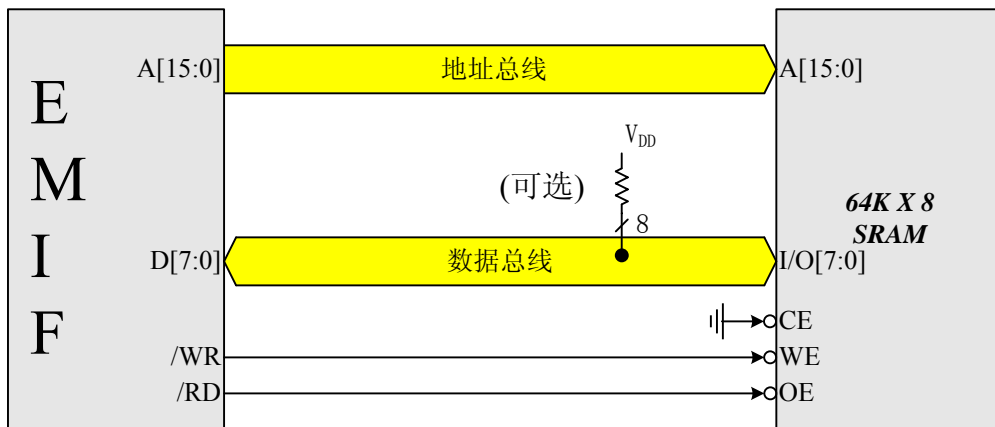 EMIF
A[15:0]
地址总线
A[15:0]
VDD
(可选)
8
64K X 8
SRAM
D[7:0]
数据总线
I/O[7:0]
CE
/WR
WE
/RD
OE